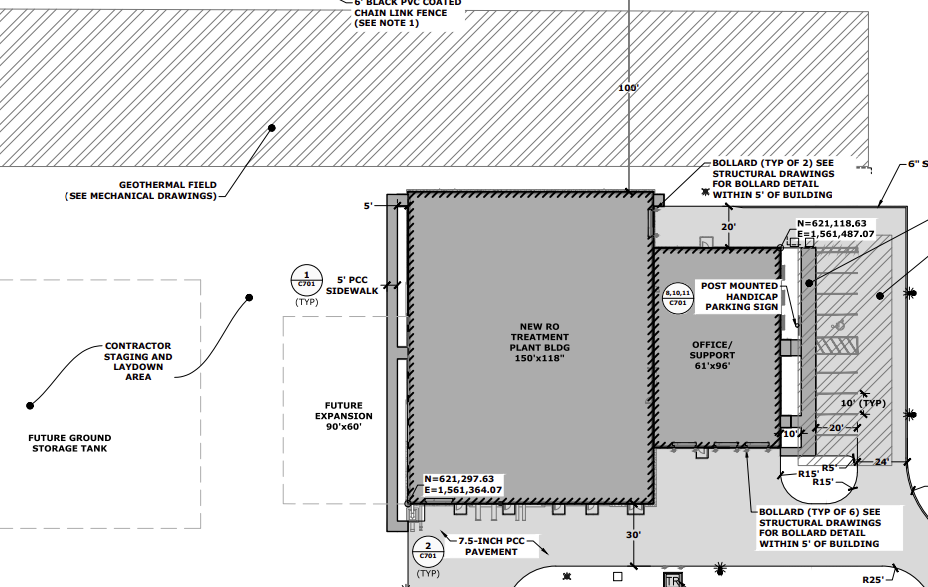 6' BLACK PVC COATED
CHAIN LINK FENCE
(SEE NOTE 1)
100'
GEOTHERMAL FIELD
(SEE MECHANICAL DRAWINGS)
BOLLARD (TYP OF 2) SEE
STRUCTURAL DRAWINGS
FOR BOLLARD DETAIL
WITHIN 5' OF BUILDING
6" S
5'
20'
N=621,118.63
E=1,561,487.07
1
C701
(TYP)
5' PCC
SIDEWALK
8,10,11
C701
POST MOUNTED
HANDICAP
PARKING SIGN
NEW RO
TREATMENT
PLANT BLDG
150'x118"
OFFICE/
SUPPORT
61'x96'
CONTRACTOR
STAGING AND
LAYDOWN
AREA
FUTURE
EXPANSION
90'x60'
FUTURE GROUND
STORAGE TANK
10' (TYP)
10'
20'
24'
R5'
R15'
R15'
N=621,297.63
E=1,561,364.07
BOLLARD (TYP OF 6) SEE
STRUCTURAL DRAWINGS
FOR BOLLARD DETAIL
WITHIN 5' OF BUILDING
30'
2
C701
(TYP)
7.5-INCH PCC
PAVEMENT
TR
R25'